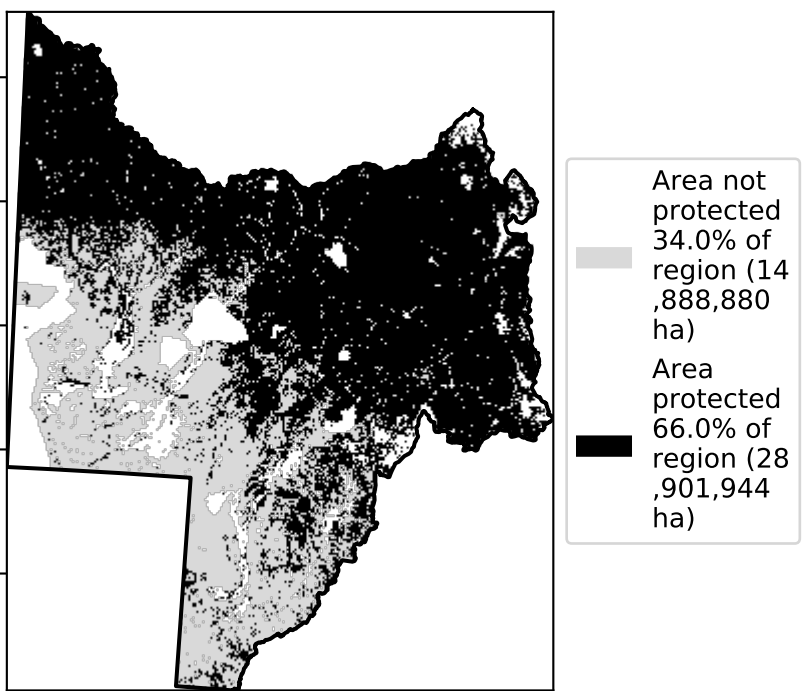 Area not
protected
34.0% of
region (14
,888,880
ha)
Area
protected
66.0% of
region (28
,901,944
ha)